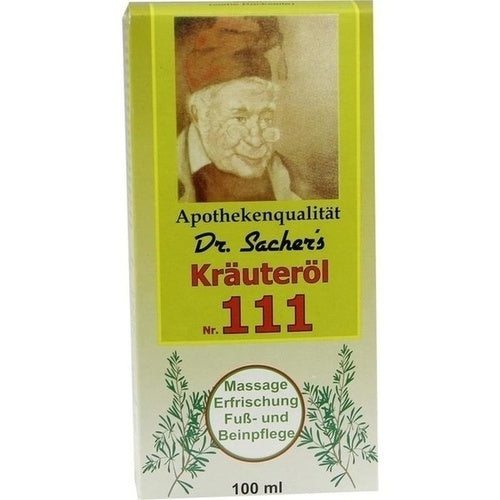 Apothekenqualität
Dr. Sacher's
Kräuteröl
Nr. 111
Massage
Erfrischung
Fuß- und
Beinpflege
100 ml